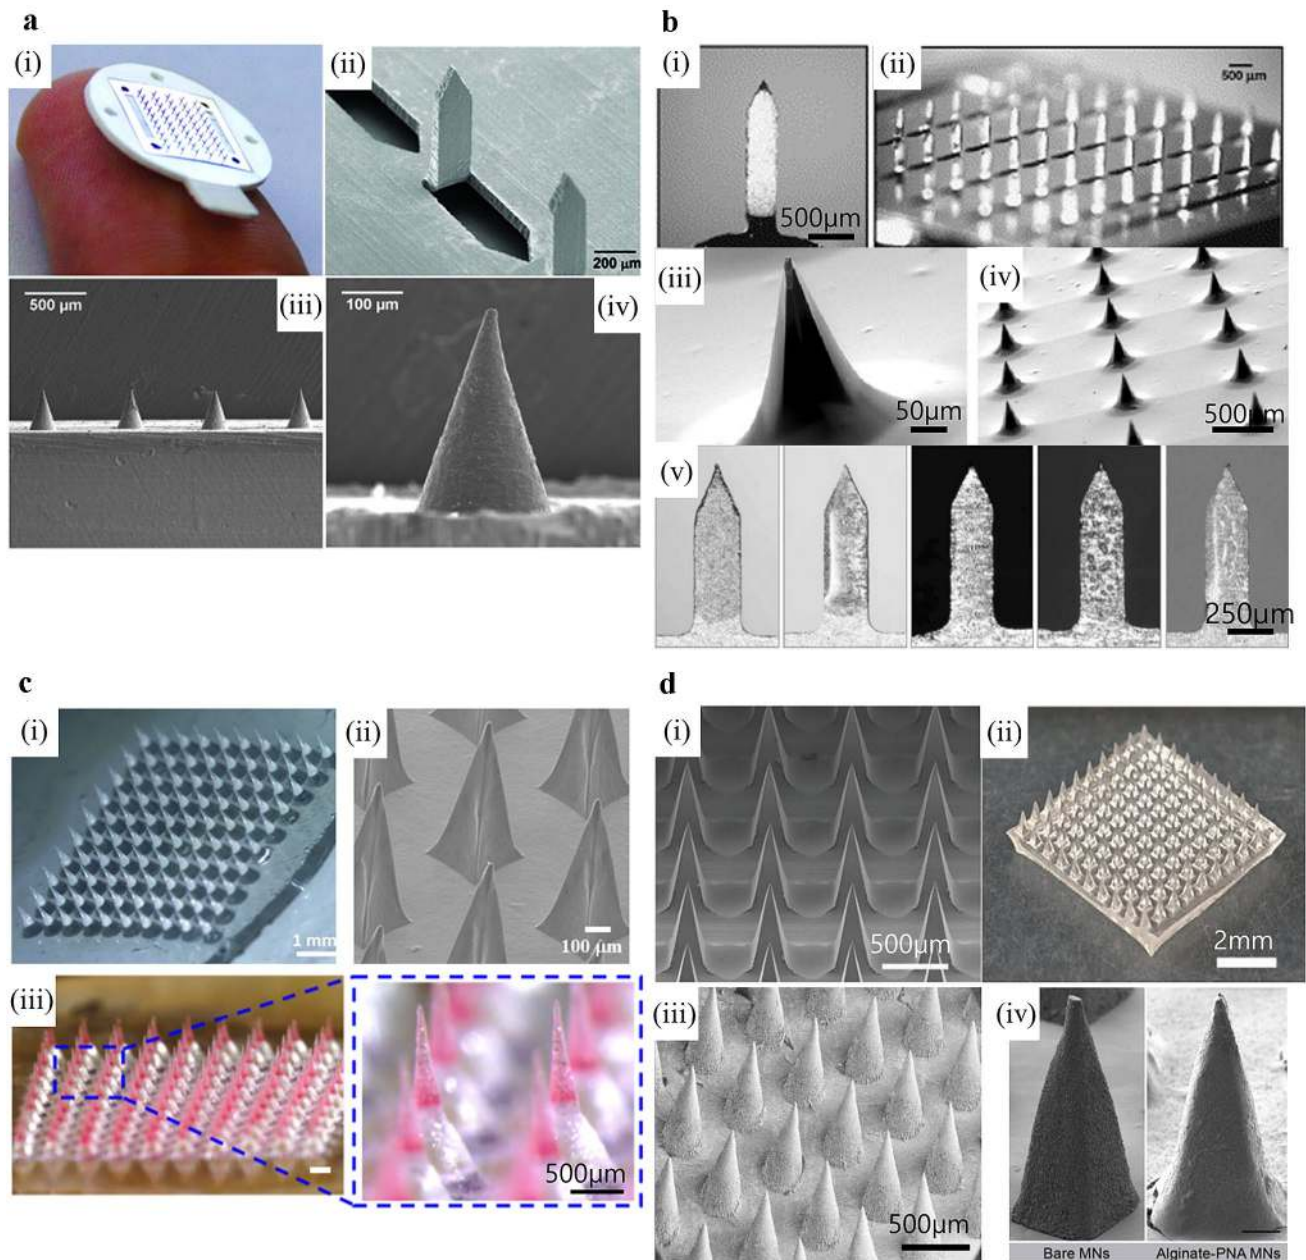 a
(i)
(ii)
200 µm
500 µm
(iii)
100 µm
(iv)
b
(i)
500µm
(ii)
500 µm
(iii)
50µm
(iv)
500µm
(v)
250µm
c
(i)
1 mm
(ii)
100 µm
(iii)
500µm
d
(i)
500µm
(ii)
2mm
(iii)
500µm
(iv)
Bare MNs
Alginate-PNA MNs